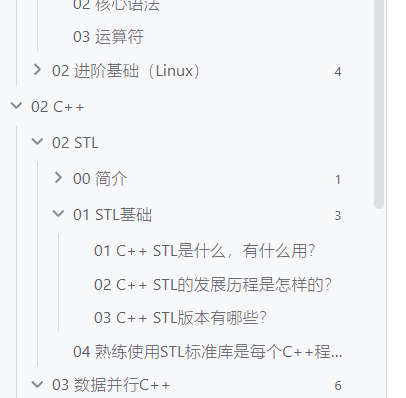 02 核心语法
03 运算符
02 进阶基础（Linux） 4
02 C++
02 STL
00 简介 1
01 STL基础 3
01 C++ STL是什么，有什么用？
02 C++ STL的发展历程是怎样的？
03 C++ STL版本有哪些？
04 熟练使用STL标准库是每个C++程...
03 数据并行C++ 6